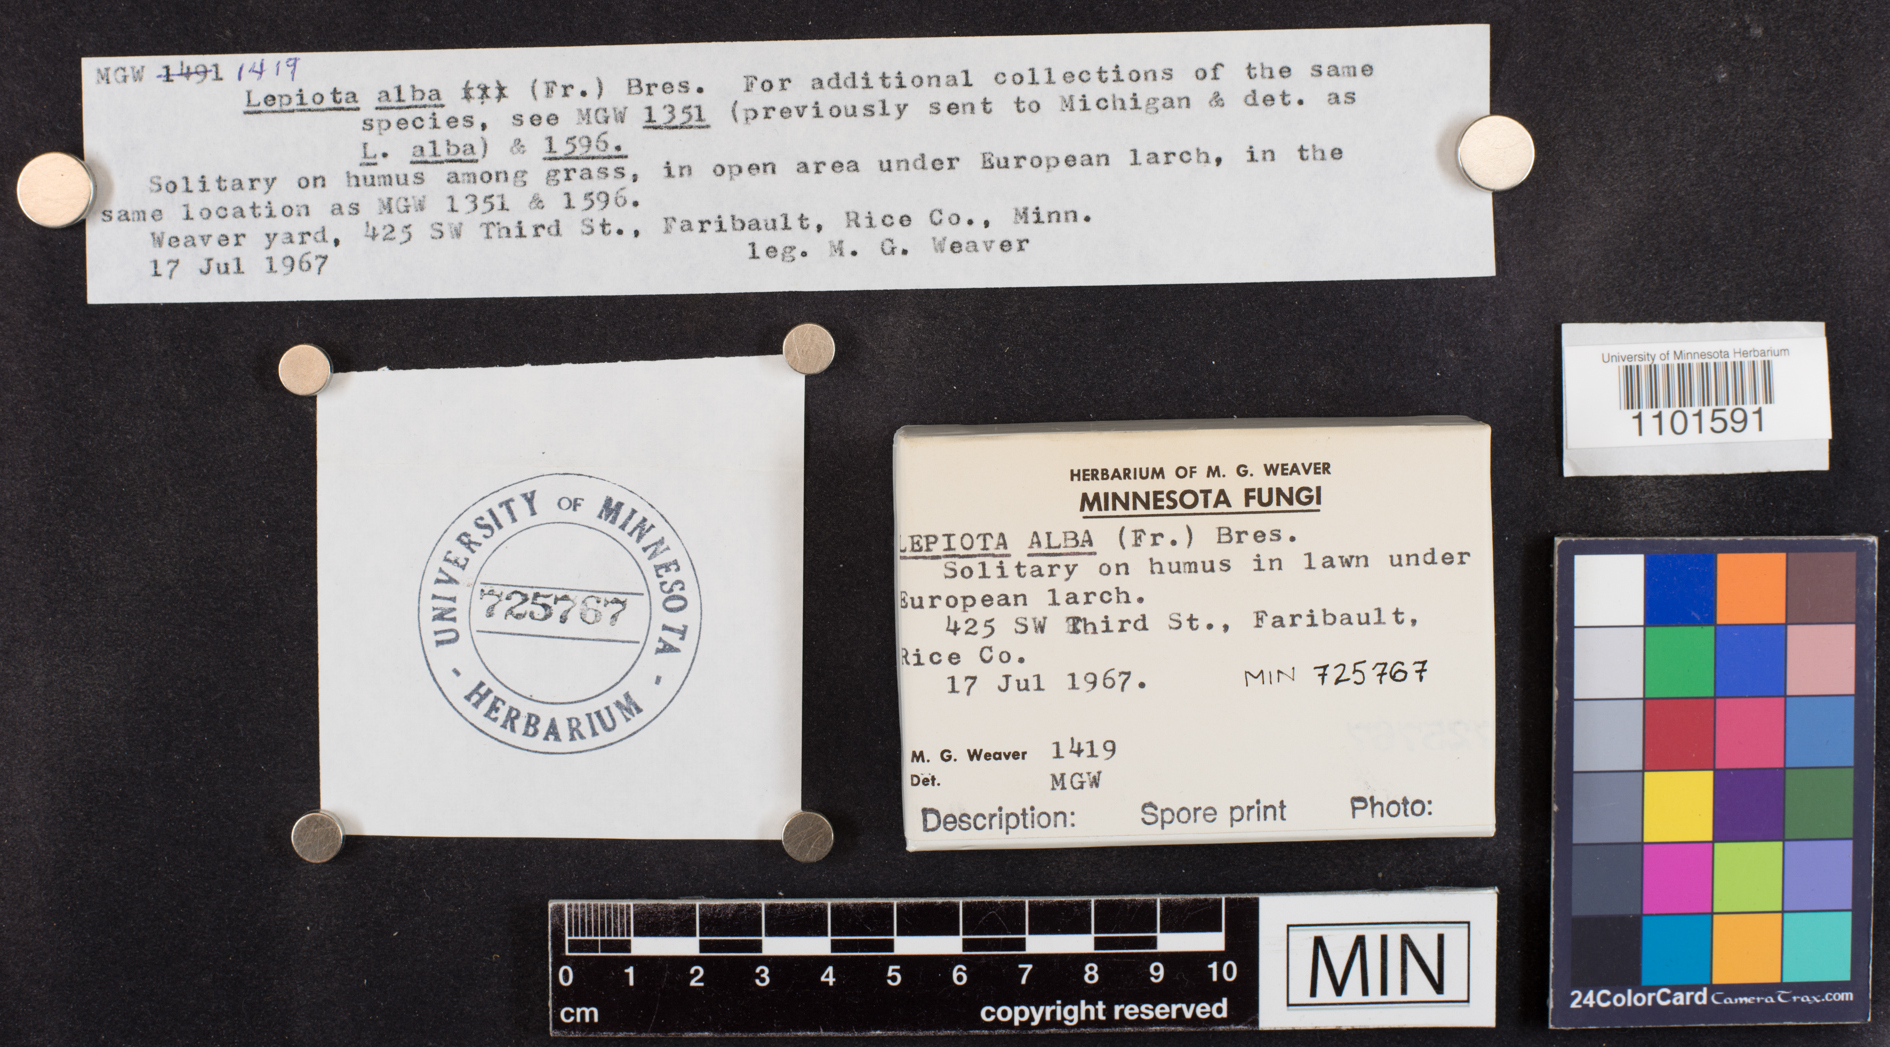 MGW 1491 1419
Lepiota alba (?) (Fr.) Bres. For additional collections of the same
species, see MGW 1351 (previously sent to Michigan & det. as
L. alba) & 1596.
Solitary on humus among grass, in open area under European larch, in the
same location as MGW 1351 & 1596.
Weaver yard, 425 SW Third St., Faribault, Rice Co., Minn.
17 Jul 1967 leg. M. G. Weaver
UNIVERSITY OF MINNESOTA
725767
- HERBARIUM -
HERBARIUM OF M. G. WEAVER
MINNESOTA FUNGI
LEPIOTA ALBA (Fr.) Bres.
Solitary on humus in lawn under
European larch.
425 SW Third St., Faribault,
Rice Co.
17 Jul 1967. MIN 725767
M. G. Weaver 1419
Det. MGW
Description: Spore print Photo:
University of Minnesota Herbarium
1101591
0 1 2 3 4 5 6 7 8 9 10
cm copyright reserved
MIN
24ColorCard CameraTrax.com